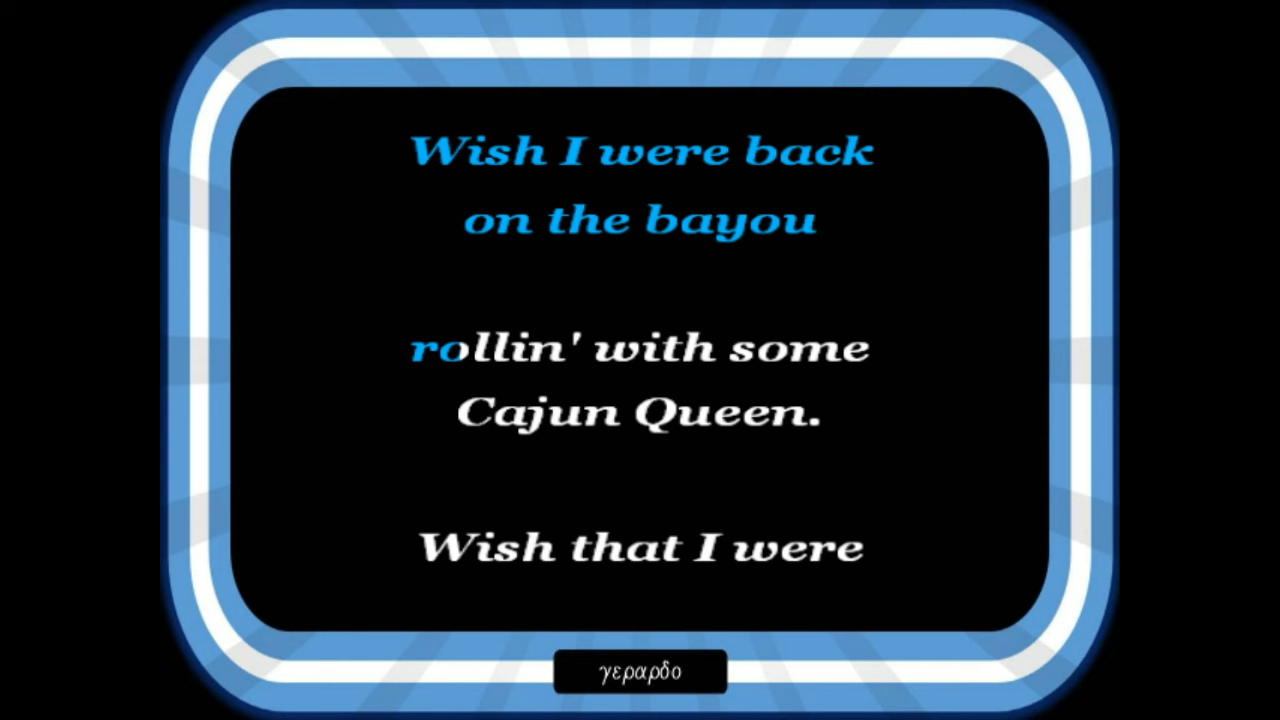 Wish I were back
on the bayou
rollin' with some
Cajun Queen.
Wish that I were
γεραρδο